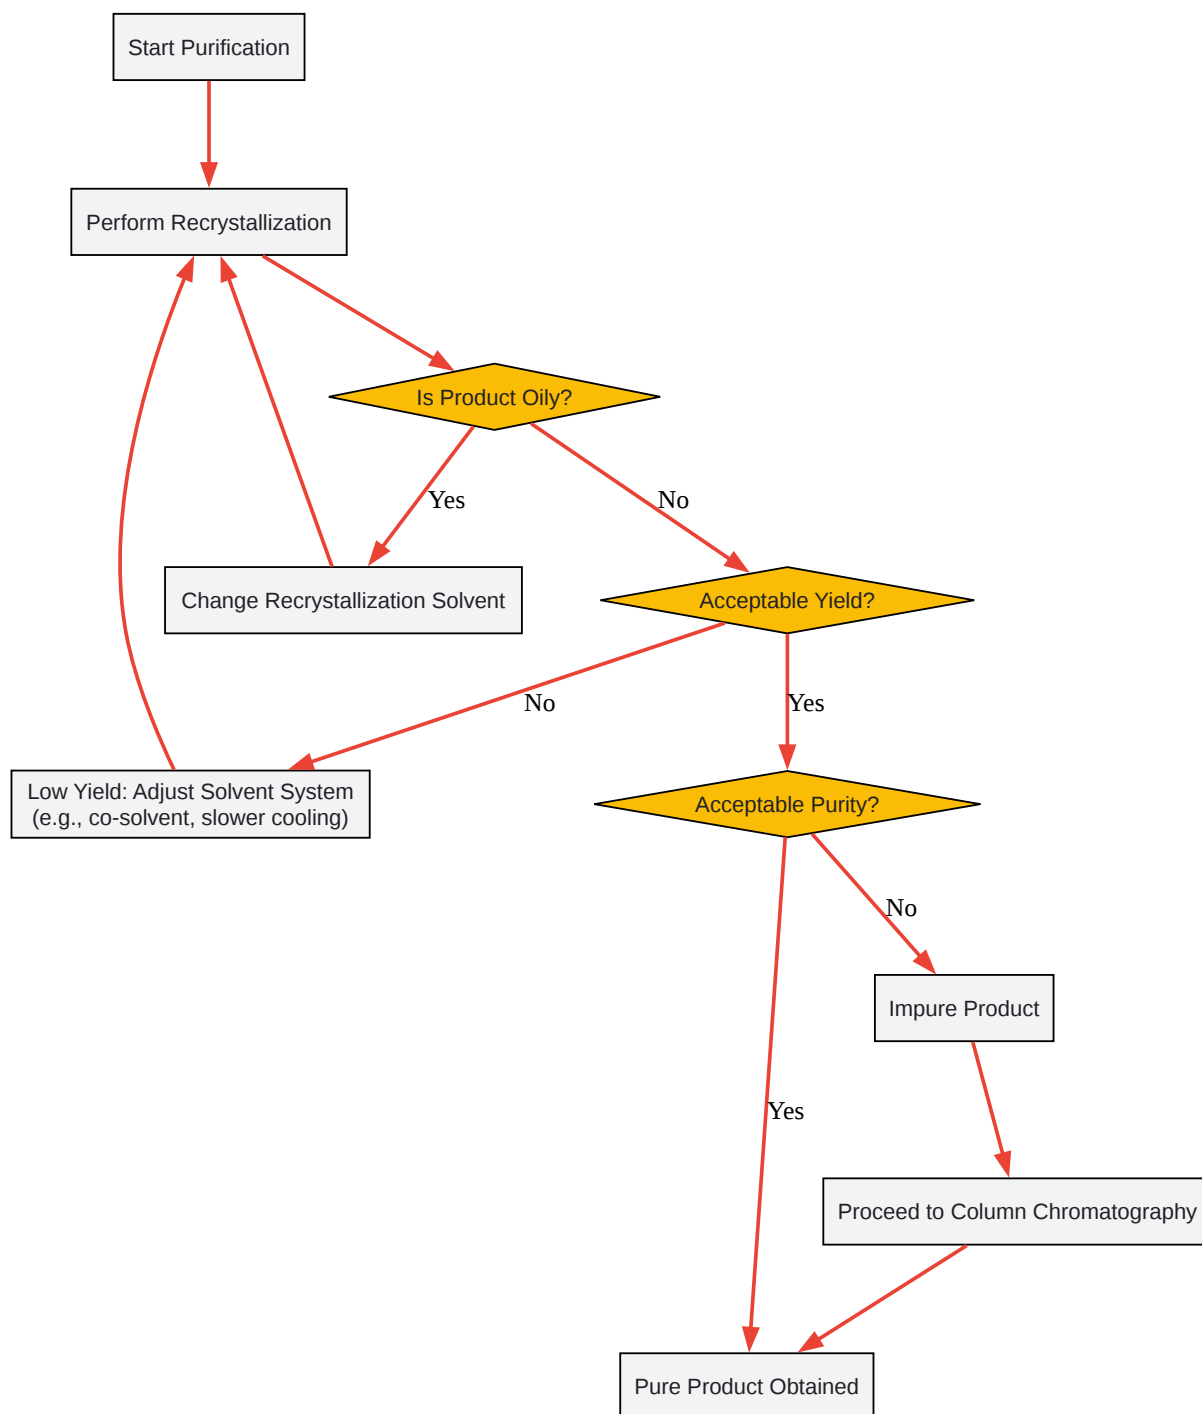 Start Purification
Perform Recrystallization
Is Product Oily?
Yes
No
Change Recrystallization Solvent
Acceptable Yield?
No
Yes
Low Yield: Adjust Solvent System
(e.g., co-solvent, slower cooling)
Acceptable Purity?
No
Impure Product
Yes
Proceed to Column Chromatography
Pure Product Obtained